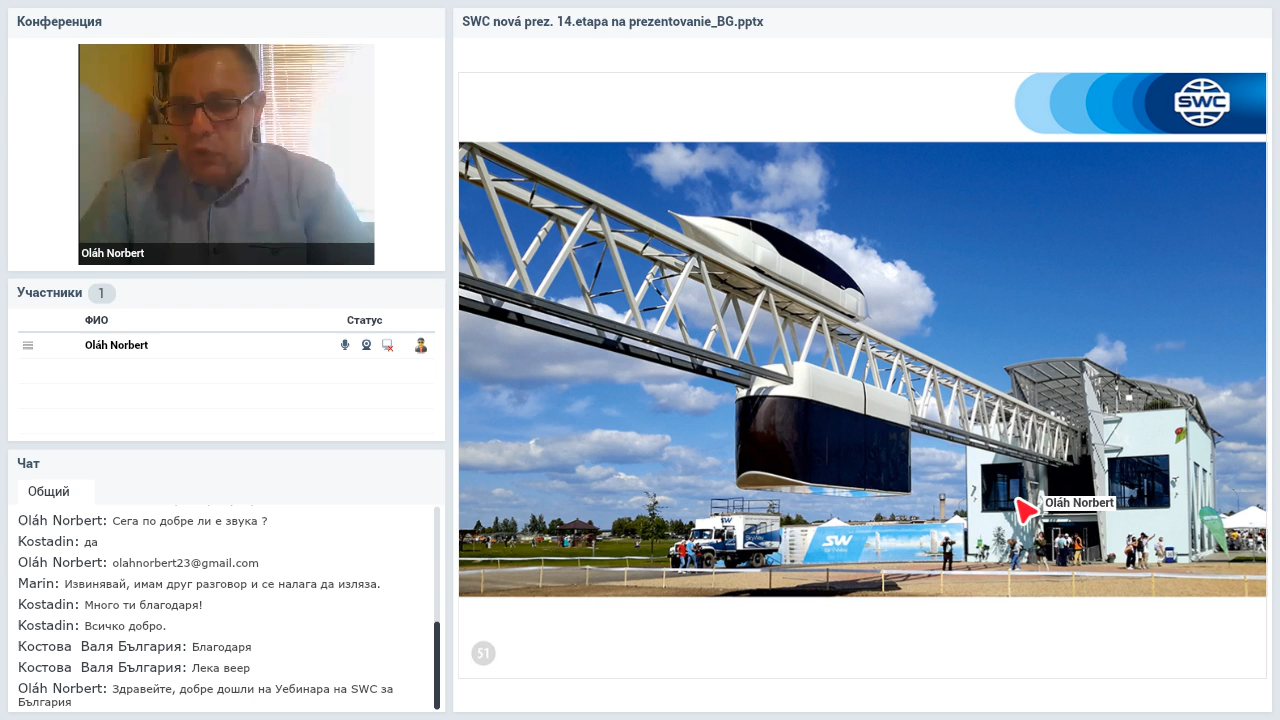 Конференция
Oláh Norbert
Участники 1
ФИО Статус
Oláh Norbert
Чат
Общий
Oláh Norbert: Сега по добре ли е звука ?
Kostadin: да
Oláh Norbert: olahnorbert23@gmail.com
Marin: Извинявай, имам друг разговор и се налага да изляза.
Kostadin: Много ти благодаря!
Kostadin: Всичко добро.
Костова Валя България: Благодаря
Костова Валя България: Лека веер
Oláh Norbert: Здравейте, добре дошли на Уебинара на SWC за
България
SWC nová prez. 14.etapa na prezentovanie_BG.pptx
SWC
SW
SW
Oláh Norbert
51